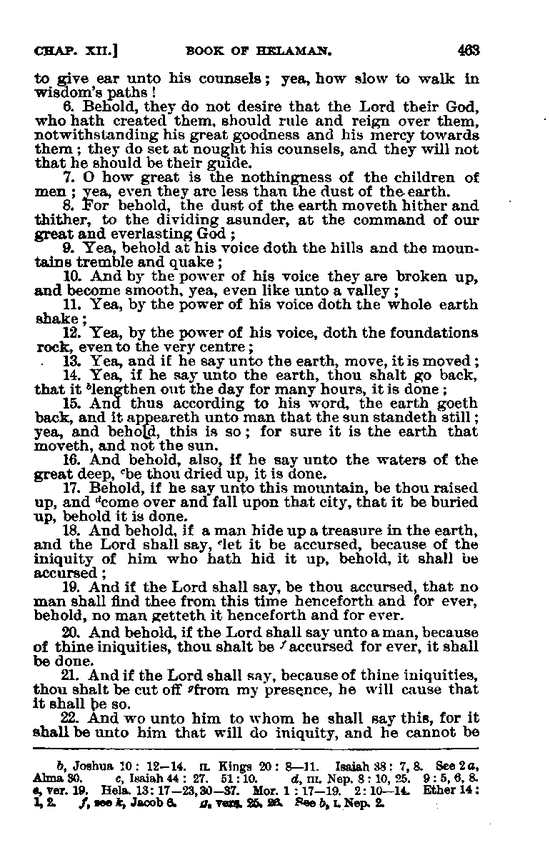 CHAP. XII.] BOOK OF HELAMAN. 463
to give ear unto his counsels; yea, how slow to walk in
wisdom's paths!
6. Behold, they do not desire that the Lord their God,
who hath created them, should rule and reign over them,
notwithstanding his great goodness and his mercy towards
them; they do set at nought his counsels, and they will not
that he should be their guide.
7. O how great is the nothingness of the children of
men; yea, even they are less than the dust of the earth.
8. For behold, the dust of the earth moveth hither and
thither, to the dividing asunder, at the command of our
great and everlasting God;
9. Yea, behold at his voice doth the hills and the moun-
tains tremble and quake;
10. And by the power of his voice they are broken up,
and become smooth, yea, even like unto a valley;
11. Yea, by the power of his voice doth the whole earth
shake;
12. Yea, by the power of his voice, doth the foundations
rock, even to the very centre;
13. Yea, and if he say unto the earth, move, it is moved;
14. Yea, if he say unto the earth, thou shalt go back,
that it blengthen out the day for many hours, it is done;
15. And thus according to his word, the earth goeth
back, and it appeareth unto man that the sun standeth still;
yea, and behold, this is so; for sure it is the earth that
moveth, and not the sun.
16. And behold, also, if he say unto the waters of the
great deep, cbe thou dried up, it is done.
17. Behold, if he say unto this mountain, be thou raised
up, and dcome over and fall upon that city, that it be buried
up, behold it is done.
18. And behold, if a man hide up a treasure in the earth,
and the Lord shall say, elet it be accursed, because of the
iniquity of him who hath hid it up, behold, it shall be
accursed;
19. And if the Lord shall say, be thou accursed, that no
man shall find thee from this time henceforth and for ever,
behold, no man getteth it henceforth and for ever.
20. And behold, if the Lord shall say unto a man, because
of thine iniquities, thou shalt be faccursed for ever, it shall
be done.
21. And if the Lord shall say, because of thine iniquities,
thou shalt be cut off gfrom my presence, he will cause that
it shall be so.
22. And wo unto him to whom he shall say this, for it
shall be unto him that will do iniquity, and he cannot be
b, Joshua 10: 12—14. II. Kings 20: 8—11. Isaiah 38: 7, 8. See 2a,
Alma 30. c, Isaiah 44: 27. 51: 10. d, III. Nep. 8: 10, 25. 9: 5, 6, 8.
e, ver. 19. Hela. 13: 17—23, 30—37. Mor. 1: 17—19. 2: 10—14. Ether 14:
1, 2. f, see k, Jacob 6. g, vers. 25, 26. See b, I. Nep. 2.